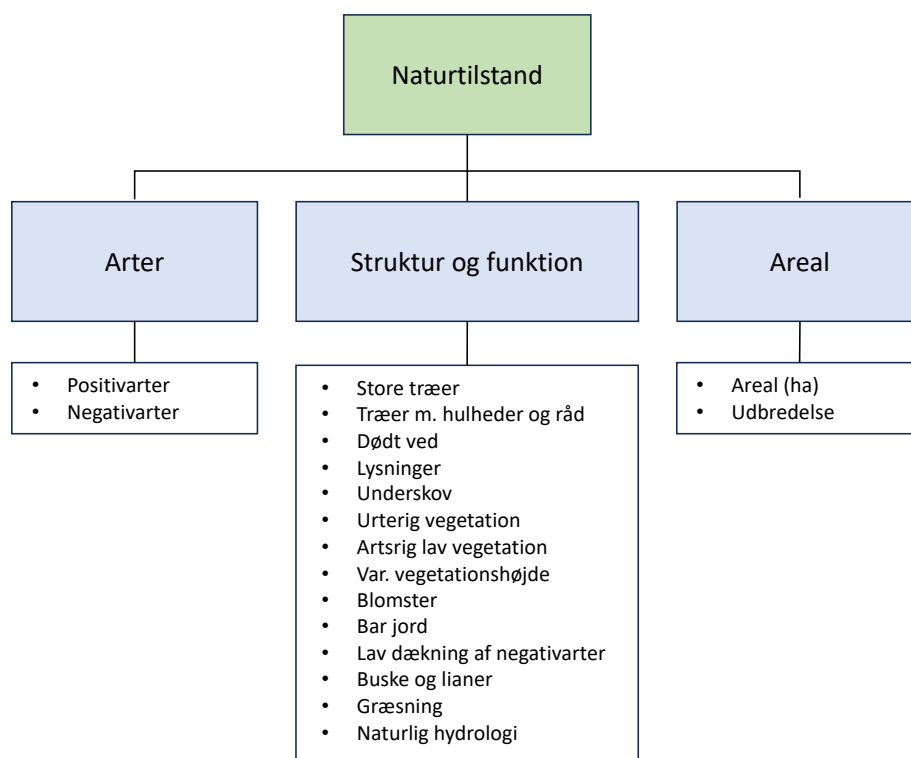 Naturtilstand
Arter
Struktur og funktion
Areal
• Positivarter
• Negativarter
• Store træer
• Træer m. hulheder og råd
• Dødt ved
• Lysninger
• Underskov
• Urterig vegetation
• Artsrig lav vegetation
• Var. vegetationshøjde
• Blomster
• Bar jord
• Lav dækning af negativarter
• Buske og lianer
• Græsning
• Naturlig hydrologi
• Areal (ha)
• Udbredelse